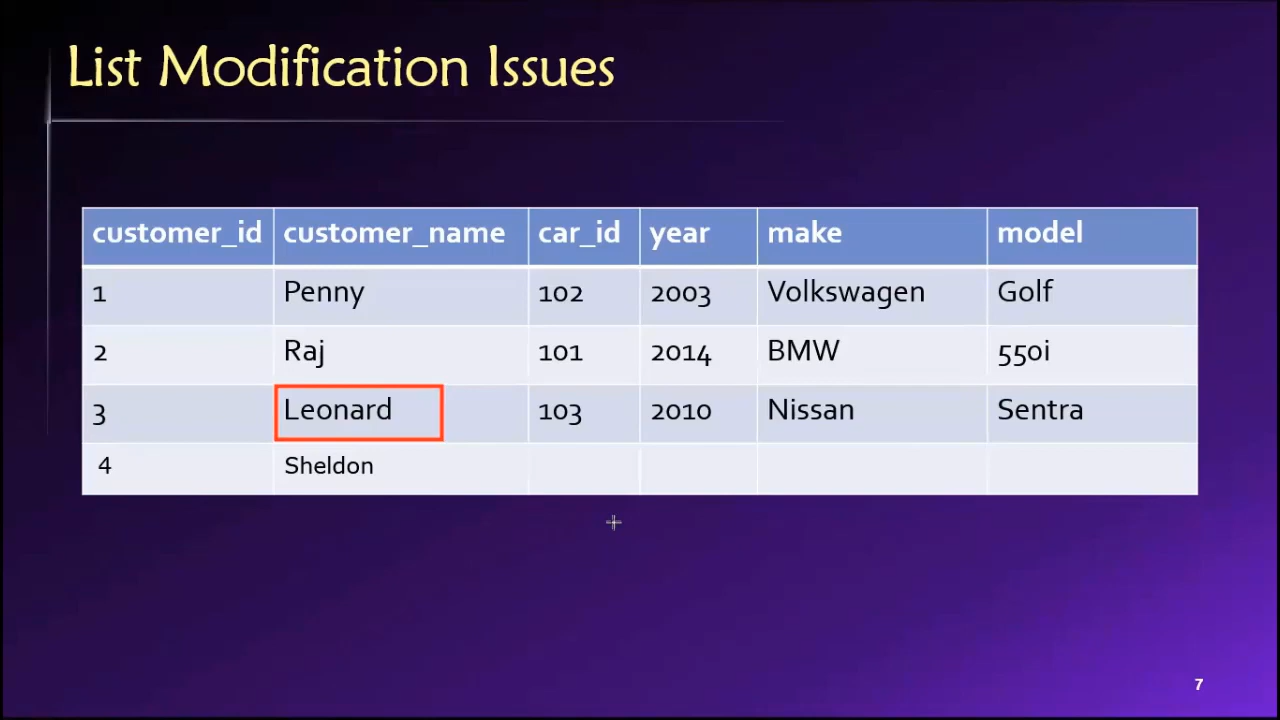 List Modification Issues
customer_id customer_name car_id year make model
1 Penny 102 2003 Volkswagen Golf
2 Raj 101 2014 BMW 550i
3 Leonard 103 2010 Nissan Sentra
4 Sheldon
7